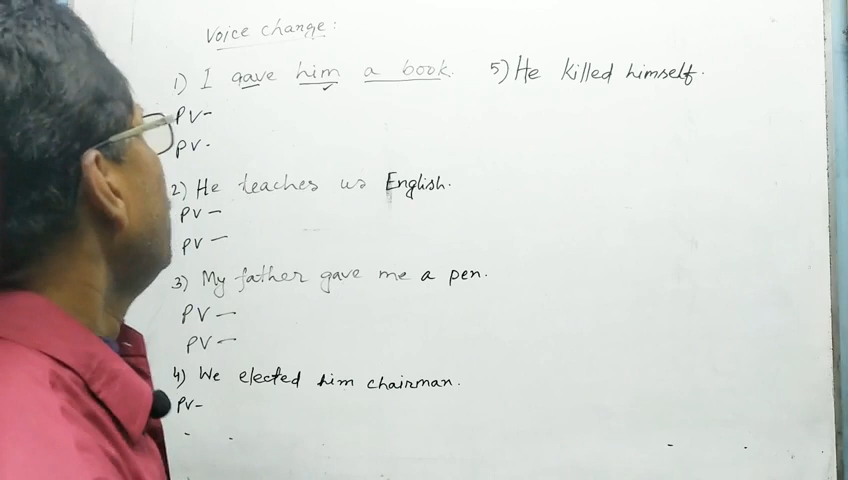 Voice change:
1) I gave him a book.
PV-
PV-
2) He teaches us English.
PV-
PV-
3) My father gave me a pen.
PV-
PV-
4) We elected him chairman.
PV-
5) He killed himself.